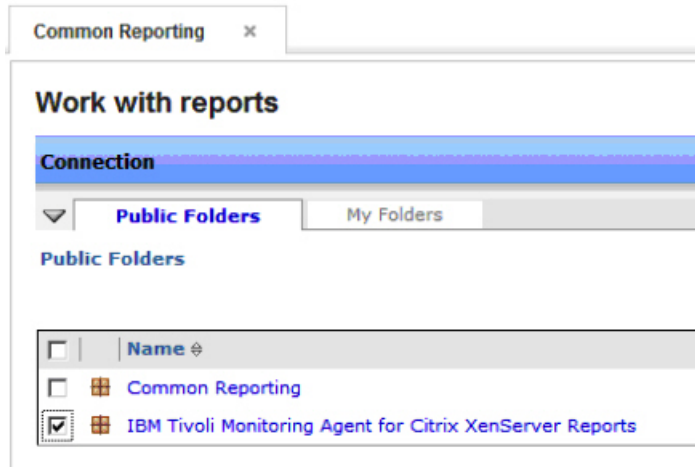 Common Reporting ×
Work with reports
Connection
Public Folders My Folders
Public Folders
Name
Common Reporting
IBM Tivoli Monitoring Agent for Citrix XenServer Reports